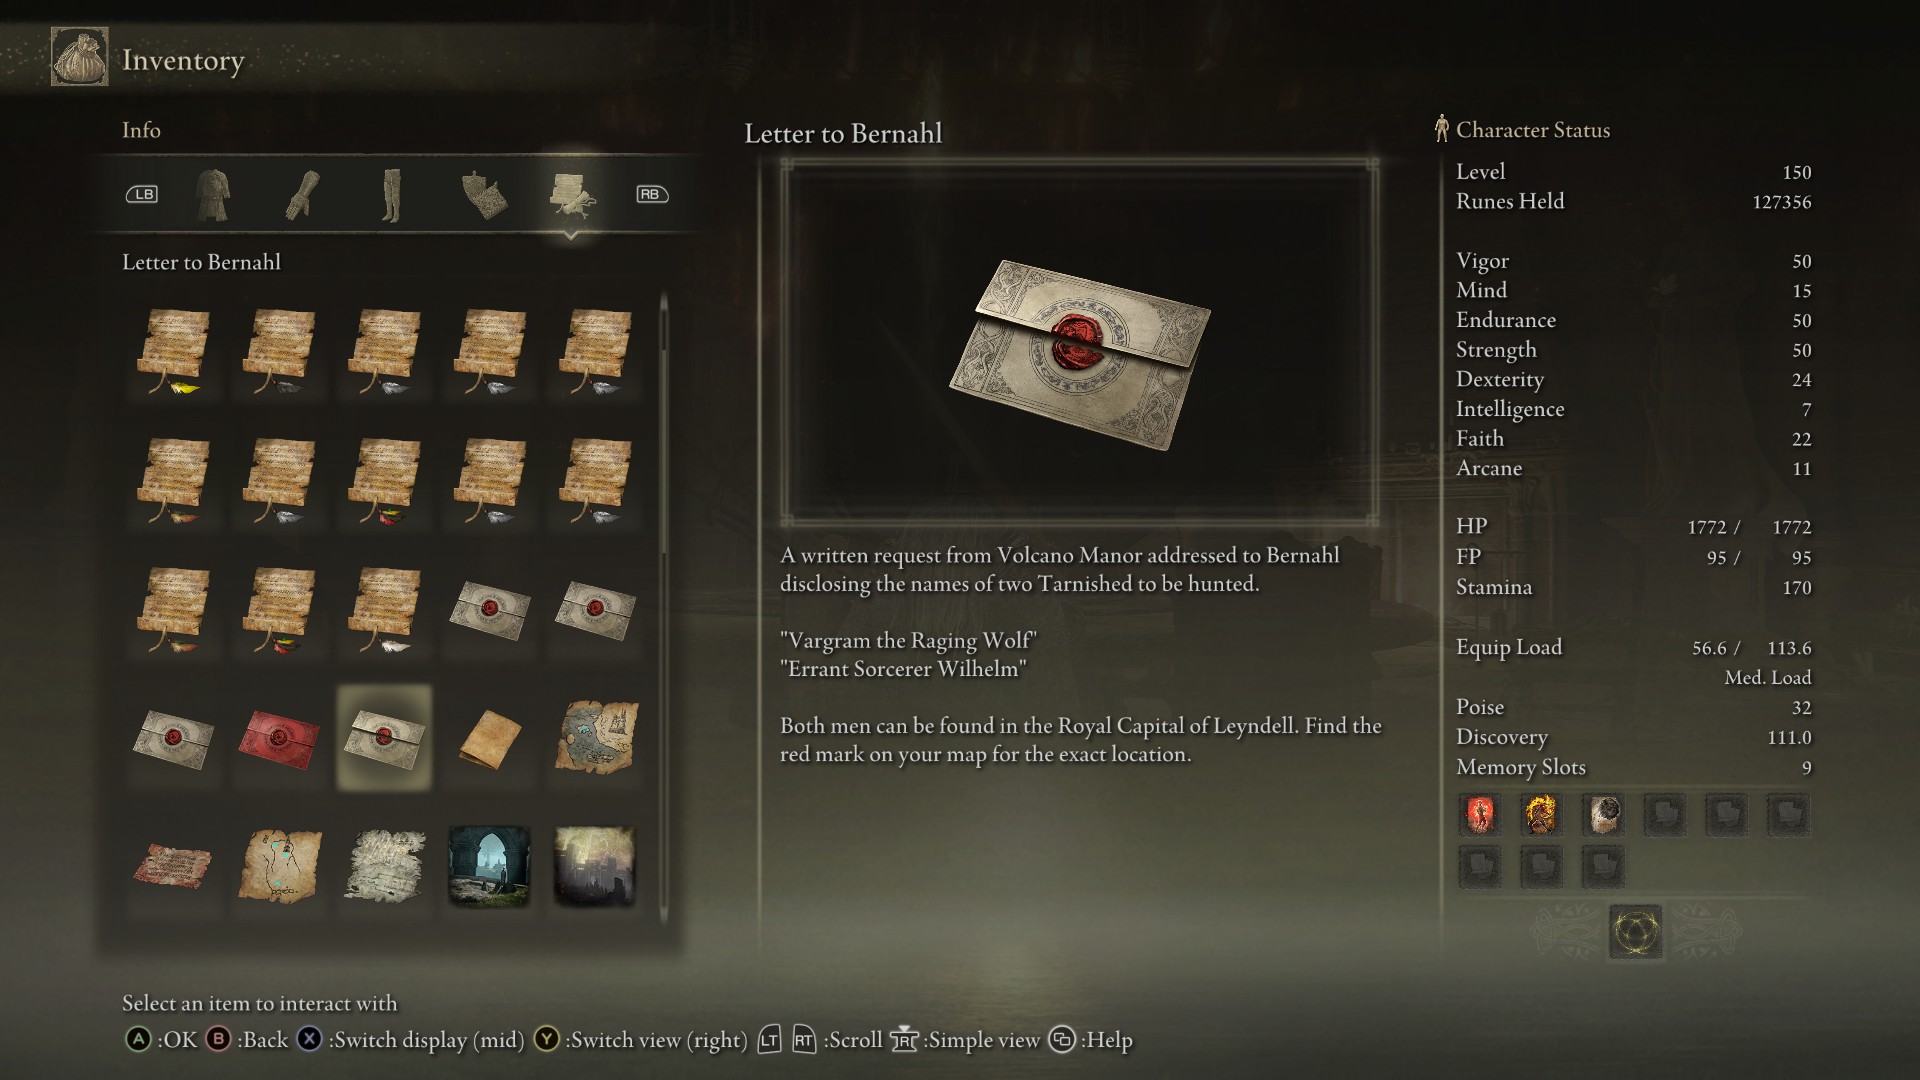 Inventory
Info
LB
RB
Letter to Bernahl
Letter to Bernahl
A written request from Volcano Manor addressed to Bernahl
disclosing the names of two Tarnished to be hunted.
"Vargram the Raging Wolf"
"Errant Sorcerer Wilhelm"
Both men can be found in the Royal Capital of Leyndell. Find the
red mark on your map for the exact location.
Character Status
Level 150
Runes Held 127356
Vigor 50
Mind 15
Endurance 50
Strength 50
Dexterity 24
Intelligence 7
Faith 22
Arcane 11
HP 1772 / 1772
FP 95 / 95
Stamina 170
Equip Load 56.6 / 113.6
Med. Load
Poise 32
Discovery 111.0
Memory Slots 9
Select an item to interact with
A :OK B :Back X :Switch display (mid) Y :Switch view (right) LT RT :Scroll R :Simple view :Help